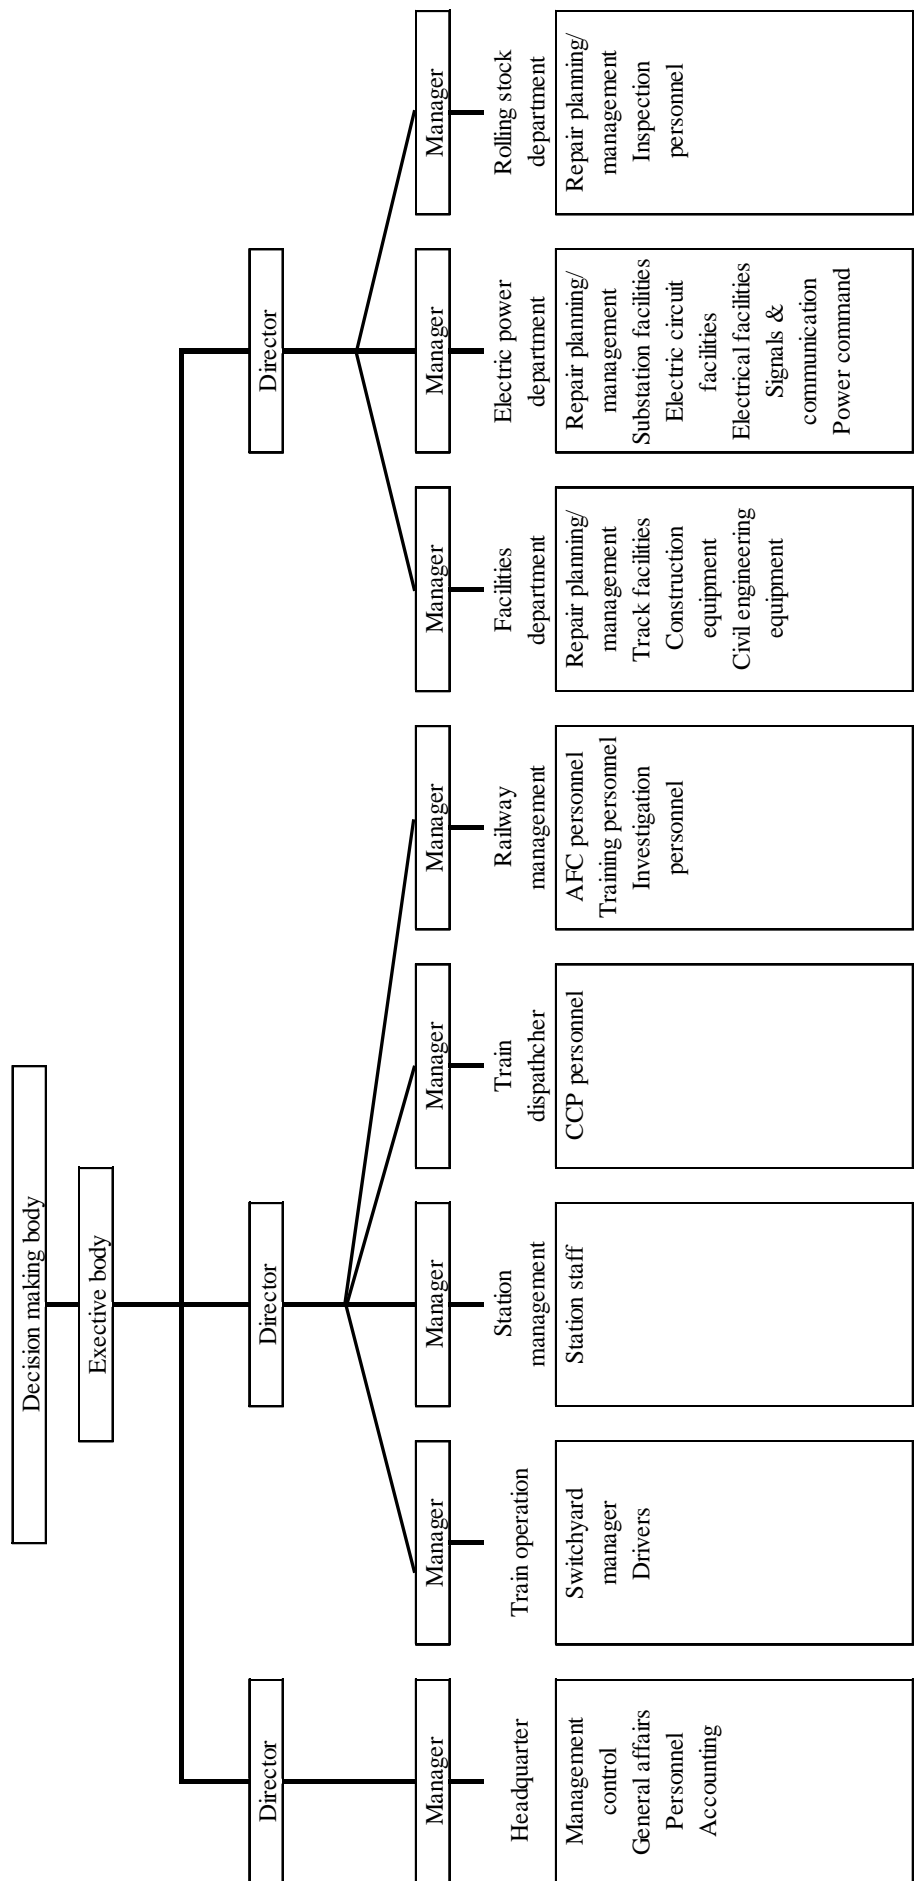 Decision making body
Exective body
Director
Director
Director
Manager
Manager
Manager
Manager
Manager
Manager
Manager
Manager
Headquarter
Train operation
Station
management
Train
dispathcher
Railway
management
Facilities
department
Electric power
department
Rolling stock
department
Management
control
General affairs
Personnel
Accounting
Switchyard
manager
Drivers
Station staff
CCP personnel
AFC personnel
Training personnel
Investigation
personnel
Repair planning/
management
Track facilities
Construction
equipment
Civil engineering
equipment
Repair planning/
management
Substation facilities
Electric circuit
facilities
Electrical facilities
Signals &
communication
Power command
Repair planning/
management
Inspection
personnel